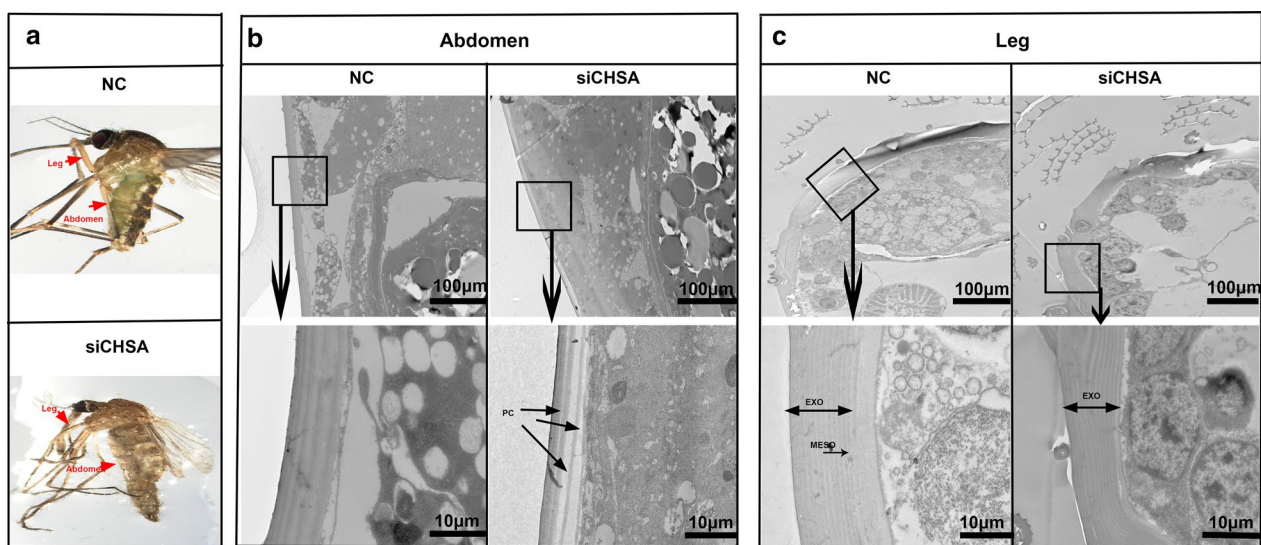 a
NC
Leg
Abdomen
siCHSA
Leg
Abdomen
b
Abdomen
NC
siCHSA
100µm
100µm
PC
10µm
10µm
c
Leg
NC
siCHSA
100µm
100µm
EXO
MESO
EXO
10µm
10µm